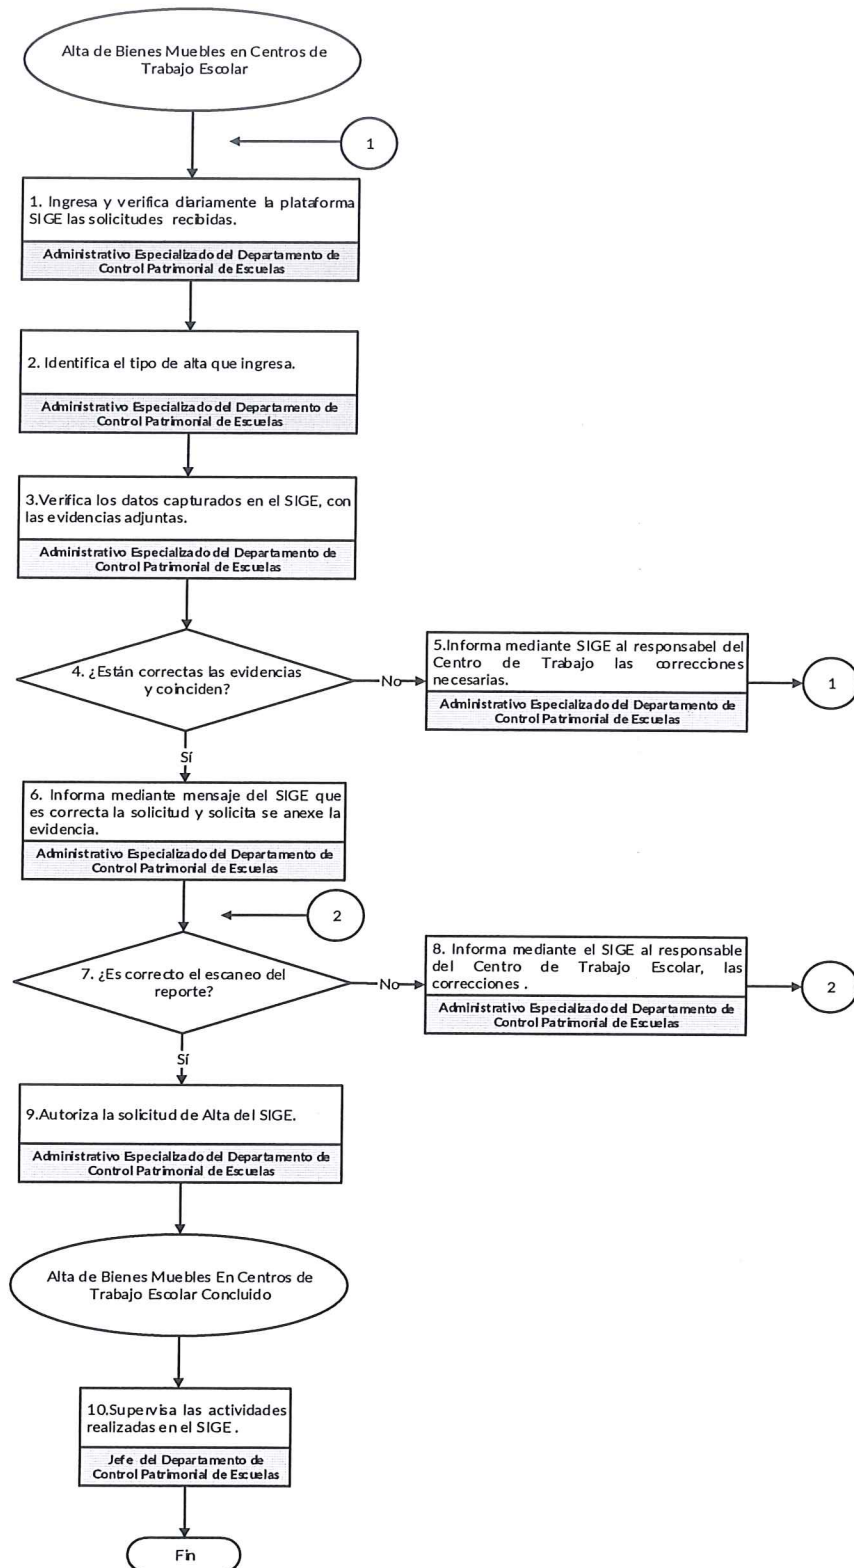 Alta de Bienes Muebles en Centros de
Trabajo Escolar
1
1. Ingresa y verifica diariamente la plataforma
SIGE las solicitudes recibidas.
Administrativo Especializado del Departamento de
Control Patrimonial de Escuelas
2. Identifica el tipo de alta que ingresa.
Administrativo Especializado del Departamento de
Control Patrimonial de Escuelas
3.Verifica los datos capturados en el SIGE, con
las evidencias adjuntas.
Administrativo Especializado del Departamento de
Control Patrimonial de Escuelas
4. ¿Están correctas las evidencias
y coinciden?
No
5.Informa mediante SIGE al responsabel del
Centro de Trabajo las correcciones
necesarias.
Administrativo Especializado del Departamento de
Control Patrimonial de Escuelas
1
Sí
6. Informa mediante mensaje del SIGE que
es correcta la solicitud y solicita se anexe la
evidencia.
Administrativo Especializado del Departamento de
Control Patrimonial de Escuelas
2
7. ¿Es correcto el escaneo del
reporte?
No
8. Informa mediante el SIGE al responsable
del Centro de Trabajo Escolar, las
correcciones .
Administrativo Especializado del Departamento de
Control Patrimonial de Escuelas
2
Sí
9.Autoriza la solicitud de Alta del SIGE.
Administrativo Especializado del Departamento de
Control Patrimonial de Escuelas
Alta de Bienes Muebles En Centros de
Trabajo Escolar Concluido
10.Supervisa las actividades
realizadas en el SIGE .
Jefe del Departamento de
Control Patrimonial de Escuelas
Fin